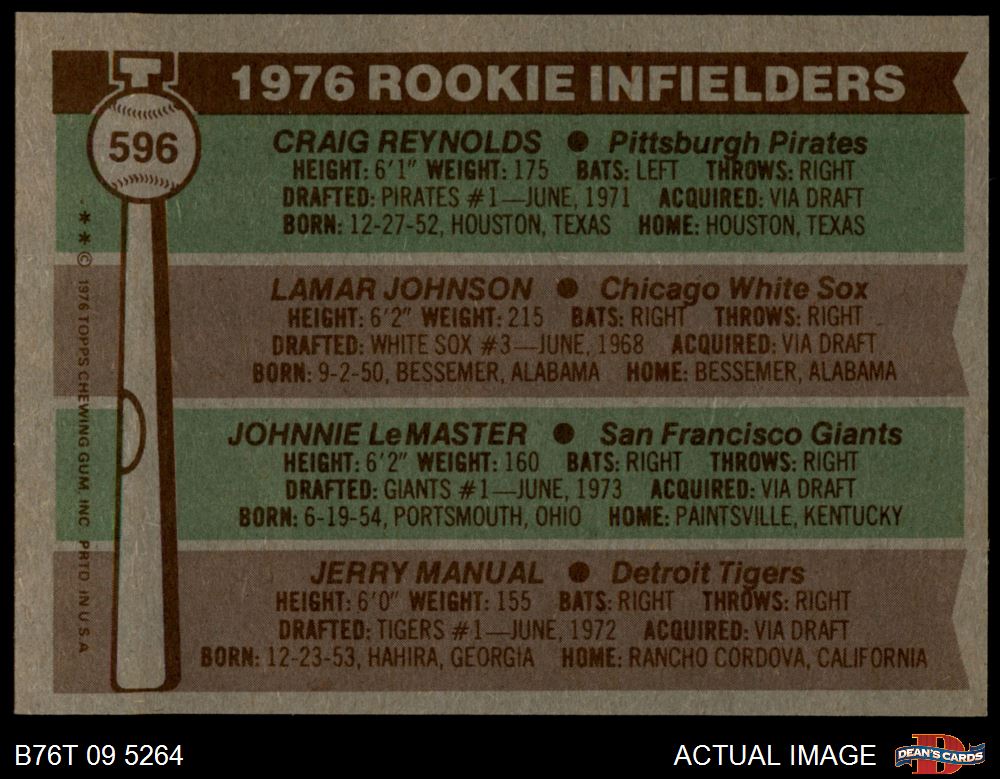 1976 ROOKIE INFIELDERS
596
CRAIG REYNOLDS ● Pittsburgh Pirates
HEIGHT: 6'1" WEIGHT: 175 BATS: LEFT THROWS: RIGHT
DRAFTED: PIRATES #1—JUNE, 1971 ACQUIRED: VIA DRAFT
BORN: 12-27-52, HOUSTON, TEXAS HOME: HOUSTON, TEXAS
LAMAR JOHNSON ● Chicago White Sox
HEIGHT: 6'2" WEIGHT: 215 BATS: RIGHT THROWS: RIGHT
DRAFTED: WHITE SOX #3—JUNE, 1968 ACQUIRED: VIA DRAFT
BORN: 9-2-50, BESSEMER, ALABAMA HOME: BESSEMER, ALABAMA
JOHNNIE LeMASTER ● San Francisco Giants
HEIGHT: 6'2" WEIGHT: 160 BATS: RIGHT THROWS: RIGHT
DRAFTED: GIANTS #1—JUNE, 1973 ACQUIRED: VIA DRAFT
BORN: 6-19-54, PORTSMOUTH, OHIO HOME: PAINTSVILLE, KENTUCKY
JERRY MANUAL ● Detroit Tigers
HEIGHT: 6'0" WEIGHT: 155 BATS: RIGHT THROWS: RIGHT
DRAFTED: TIGERS #1—JUNE, 1972 ACQUIRED: VIA DRAFT
BORN: 12-23-53, HAHIRA, GEORGIA HOME: RANCHO CORDOVA, CALIFORNIA
**© 1976 TOPPS CHEWING GUM, INC. PRTD. IN U.S.A.
B76T 09 5264
ACTUAL IMAGE
D
DEAN'S CARDS